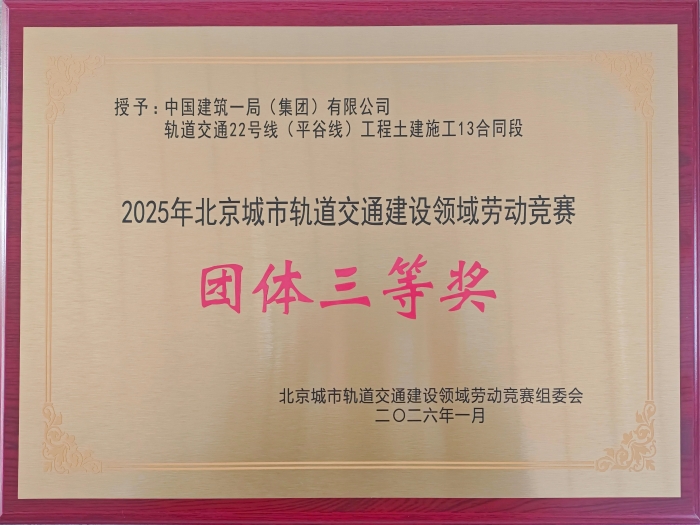 授予：中国建筑一局（集团）有限公司
轨道交通22号线（平谷线）工程土建施工13合同段
2025年北京城市轨道交通建设领域劳动竞赛
团体三等奖
北京城市轨道交通建设领域劳动竞赛组委会
二〇二六年一月